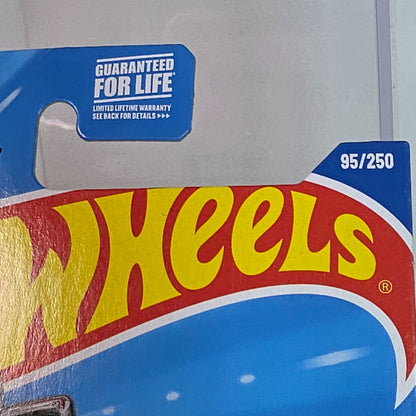 GUARANTEED
FOR LIFE
LIMITED LIFETIME WARRANTY
SEE BACK FOR DETAILS >>>
95/250
WHEELS ®